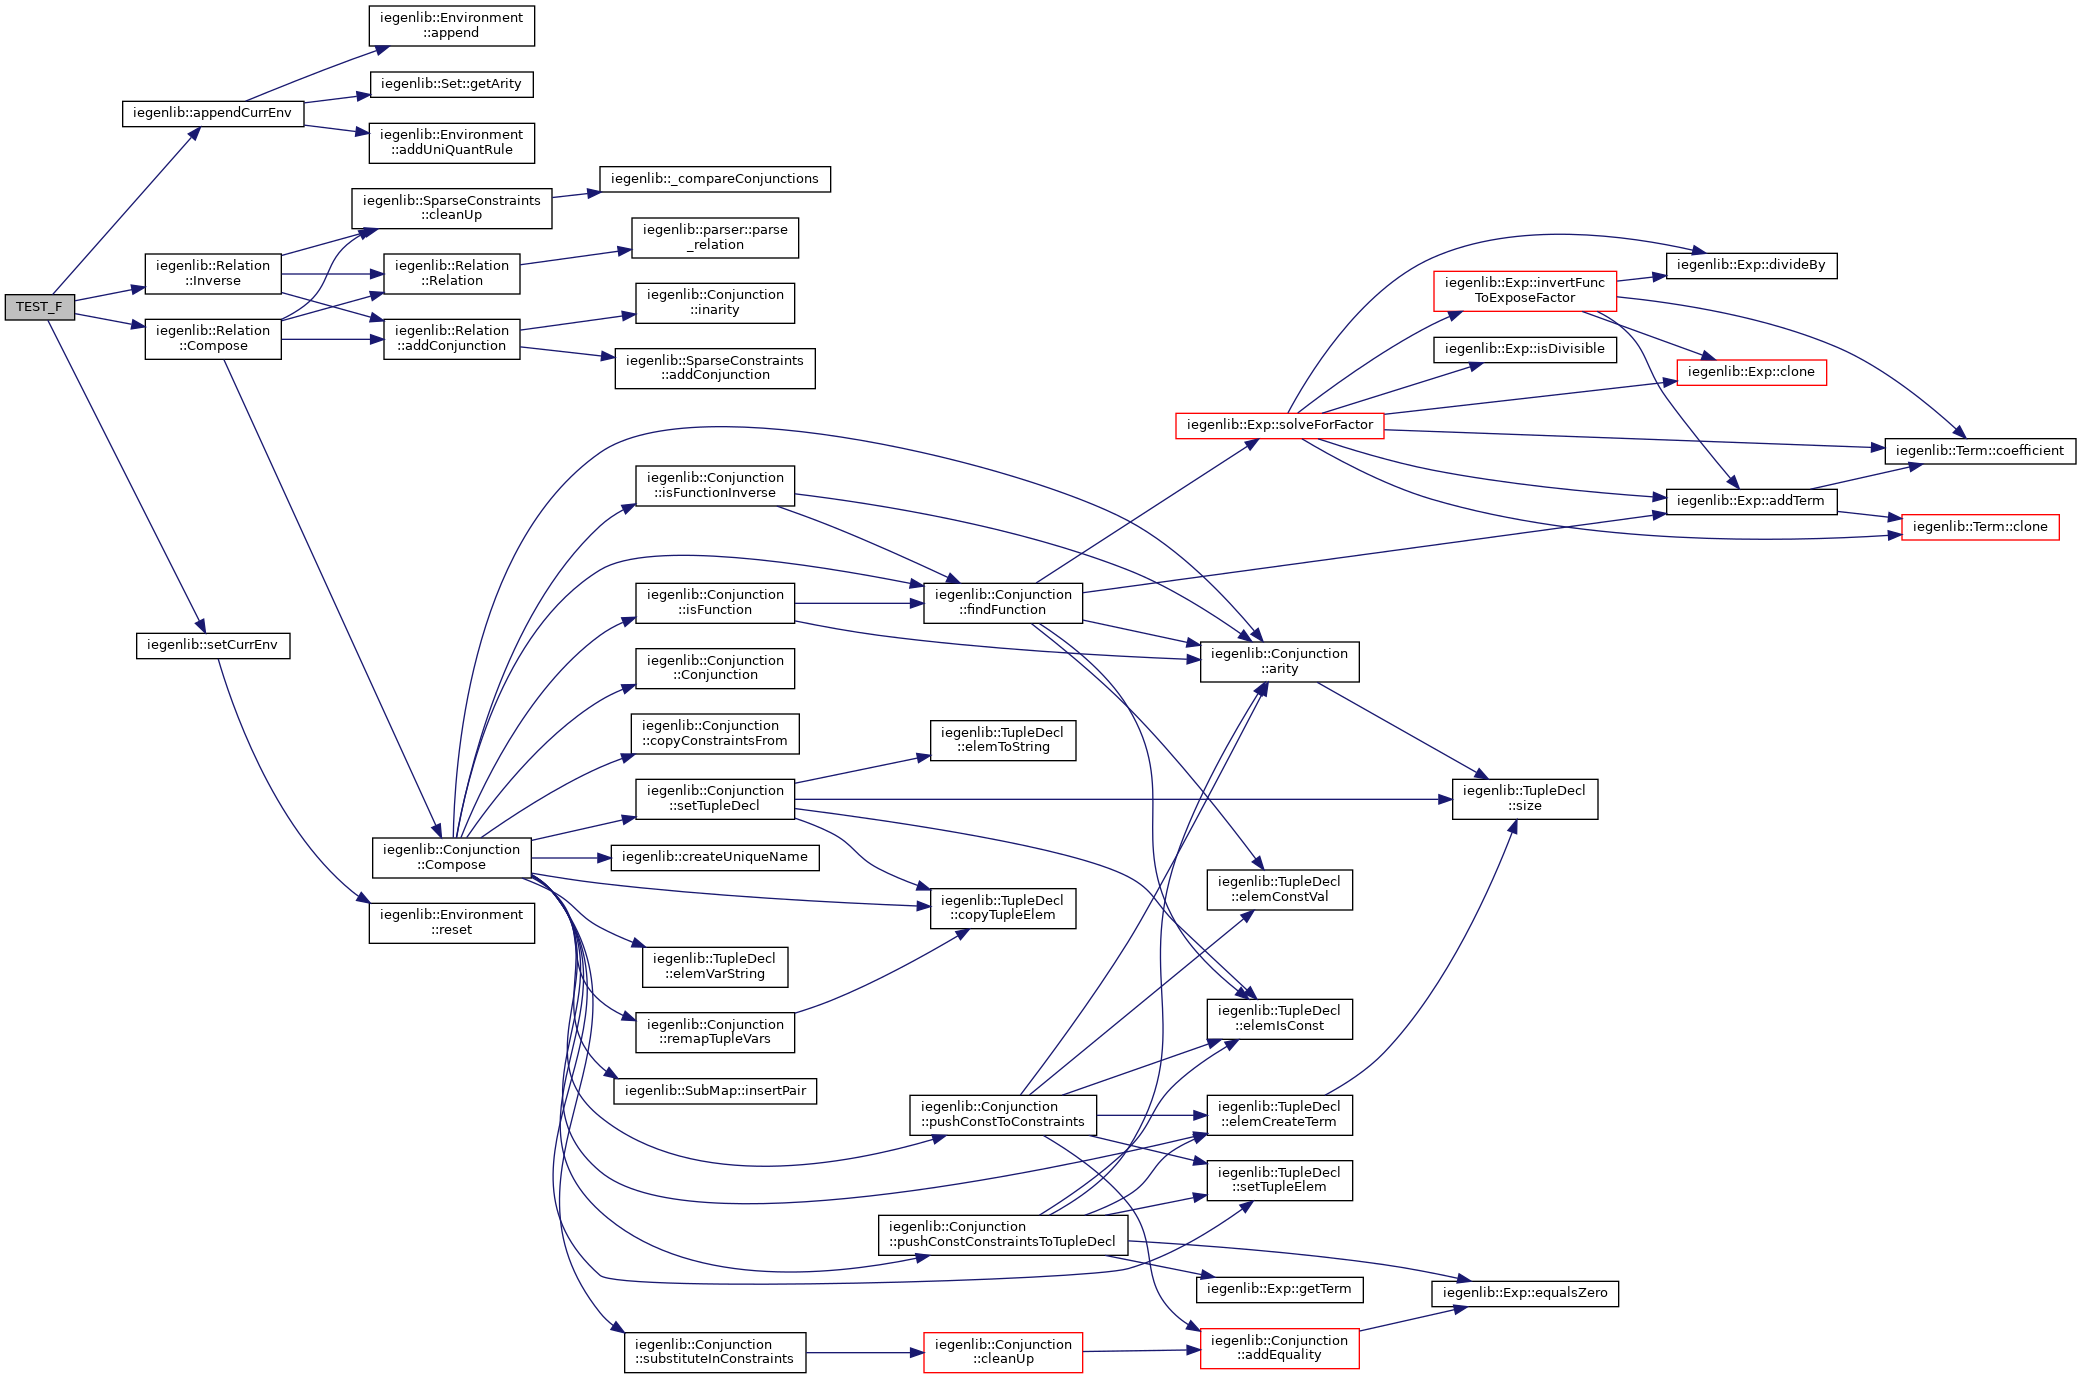 TEST_F
iegenlib::appendCurrEnv
iegenlib::Environment
::append
iegenlib::Set::getArity
iegenlib::Environment
::addUniQuantRule
iegenlib::Relation
::Inverse
iegenlib::Relation
::Compose
iegenlib::SparseConstraints
::cleanUp
iegenlib::_compareConjunctions
iegenlib::Relation
::Relation
iegenlib::parser::parse
_relation
iegenlib::Relation
::addConjunction
iegenlib::Conjunction
::inarity
iegenlib::SparseConstraints
::addConjunction
iegenlib::setCurrEnv
iegenlib::Environment
::reset
iegenlib::Conjunction
::Compose
iegenlib::Conjunction
::isFunctionInverse
iegenlib::Conjunction
::isFunction
iegenlib::Conjunction
::Conjunction
iegenlib::Conjunction
::copyConstraintsFrom
iegenlib::Conjunction
::setTupleDecl
iegenlib::createUniqueName
iegenlib::TupleDecl
::elemVarString
iegenlib::Conjunction
::remapTupleVars
iegenlib::SubMap::insertPair
iegenlib::Conjunction
::substituteInConstraints
iegenlib::Conjunction
::findFunction
iegenlib::TupleDecl
::elemToString
iegenlib::TupleDecl
::copyTupleElem
iegenlib::Conjunction
::pushConstToConstraints
iegenlib::Conjunction
::pushConstConstraintsToTupleDecl
iegenlib::Conjunction
::cleanUp
iegenlib::Exp::solveForFactor
iegenlib::Conjunction
::arity
iegenlib::TupleDecl
::elemConstVal
iegenlib::TupleDecl
::elemIsConst
iegenlib::TupleDecl
::elemCreateTerm
iegenlib::TupleDecl
::setTupleElem
iegenlib::Exp::getTerm
iegenlib::Conjunction
::addEquality
iegenlib::Exp::invertFunc
ToExposeFactor
iegenlib::Exp::isDivisible
iegenlib::TupleDecl
::size
iegenlib::Exp::equalsZero
iegenlib::Exp::divideBy
iegenlib::Exp::clone
iegenlib::Exp::addTerm
iegenlib::Term::coefficient
iegenlib::Term::clone